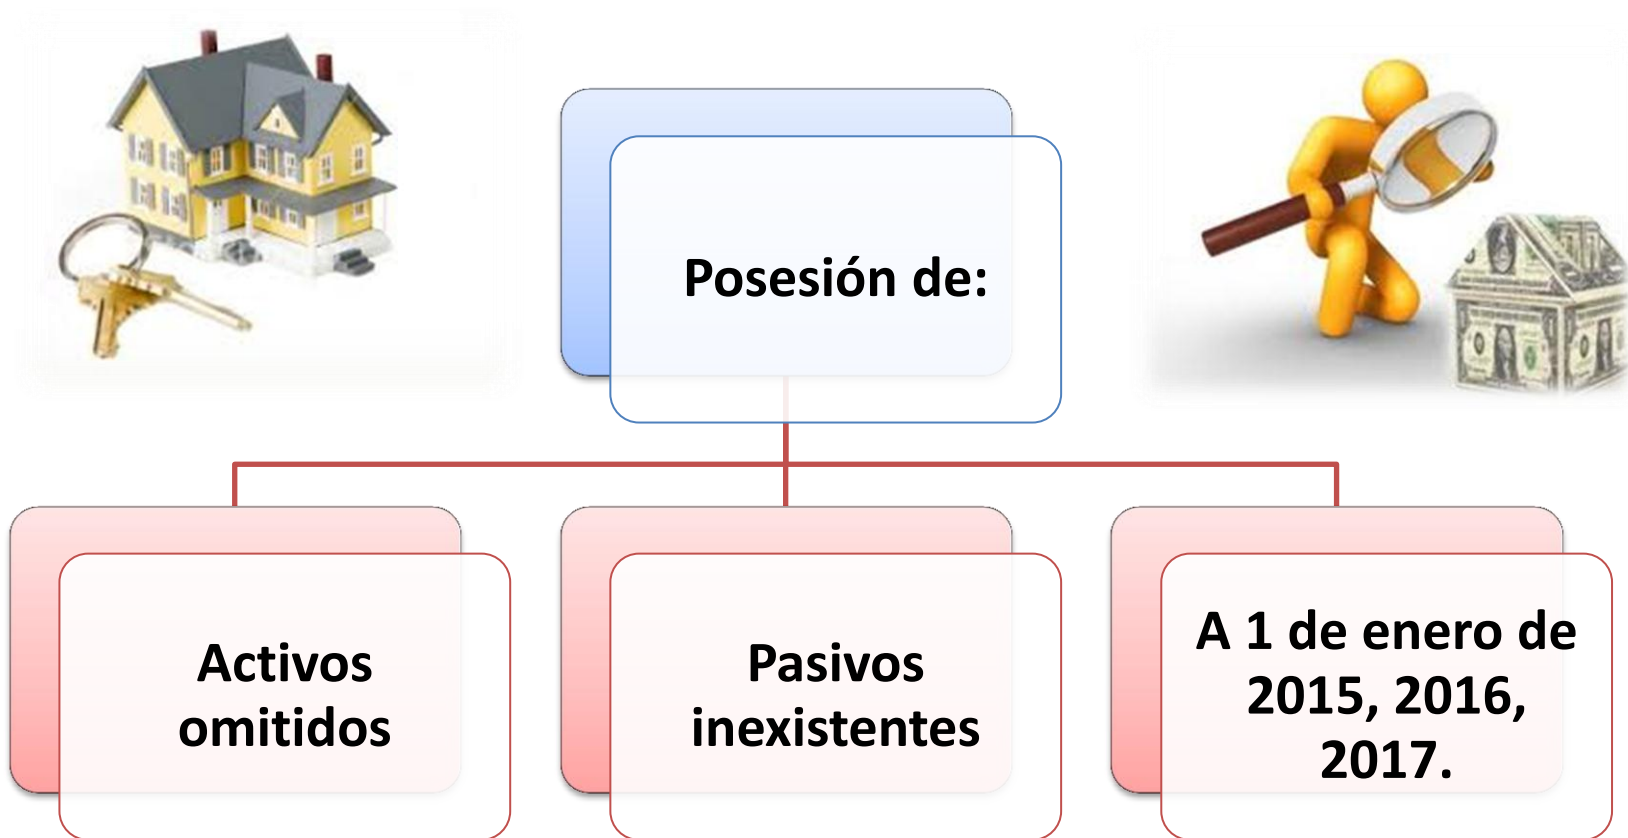 Posesión de:
Activos
omitidos
Pasivos
inexistentes
A 1 de enero de
2015, 2016,
2017.